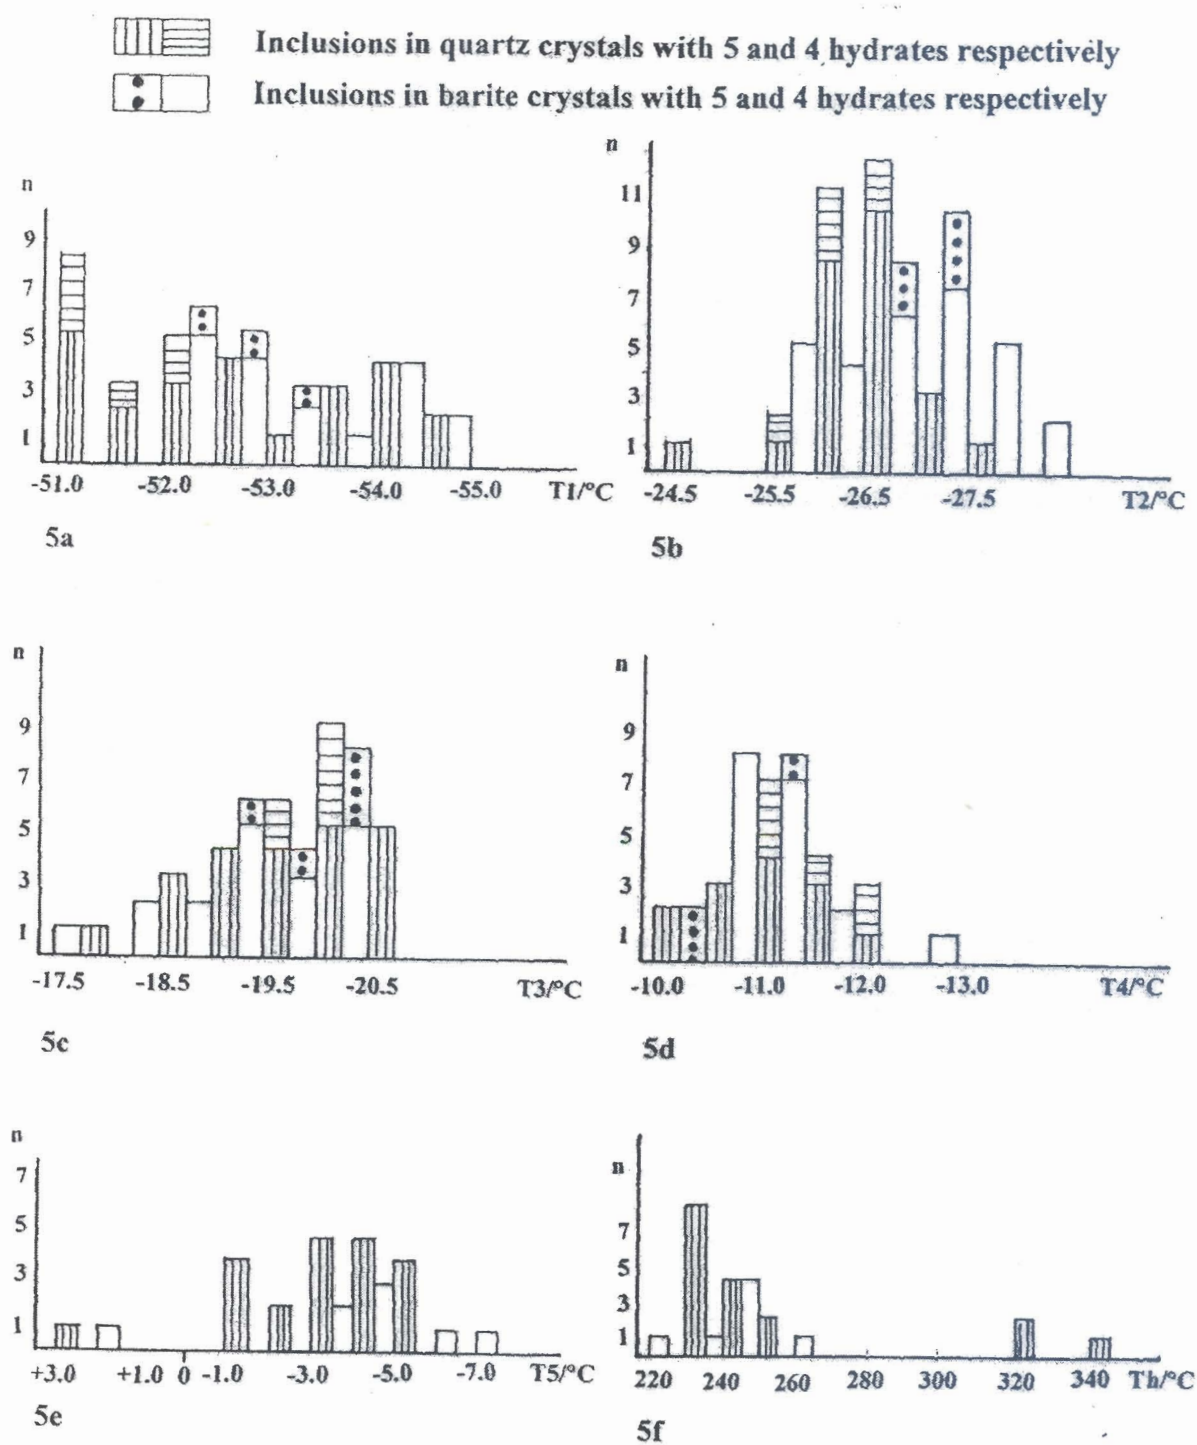 Inclusions in quartz crystals with 5 and 4 hydrates respectively
Inclusions in barite crystals with 5 and 4 hydrates respectively
n
9
7
5
3
1
-51.0 -52.0 -53.0 -54.0 -55.0 T1/°C
5a
n
11
9
7
5
3
1
-24.5 -25.5 -26.5 -27.5 T2/°C
5b
n
9
7
5
3
1
-17.5 -18.5 -19.5 -20.5 T3/°C
5c
n
9
7
5
3
1
-10.0 -11.0 -12.0 -13.0 T4/°C
5d
n
7
5
3
1
+3.0 +1.0 0 -1.0 -3.0 -5.0 -7.0 T5/°C
5e
n
7
5
3
1
220 240 260 280 300 320 340 Th/°C
5f